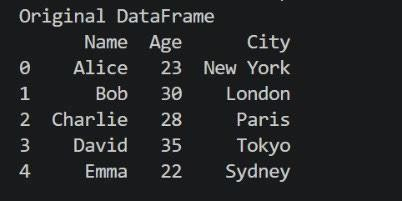 Original DataFrame
Name Age City
0 Alice 23 New York
1 Bob 30 London
2 Charlie 28 Paris
3 David 35 Tokyo
4 Emma 22 Sydney